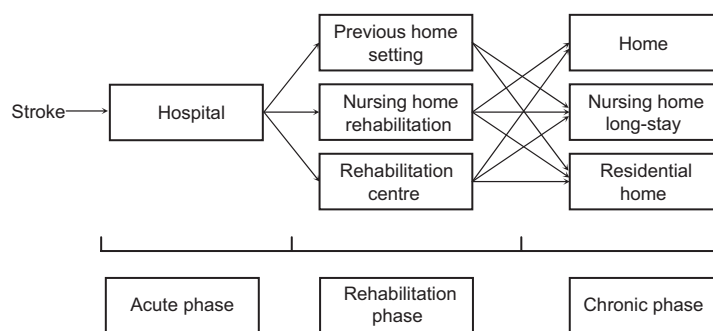 Previous home
setting
Home
Stroke
Hospital
Nursing home
rehabilitation
Nursing home
long-stay
Rehabilitation
centre
Residential
home
Acute phase
Rehabilitation
phase
Chronic phase